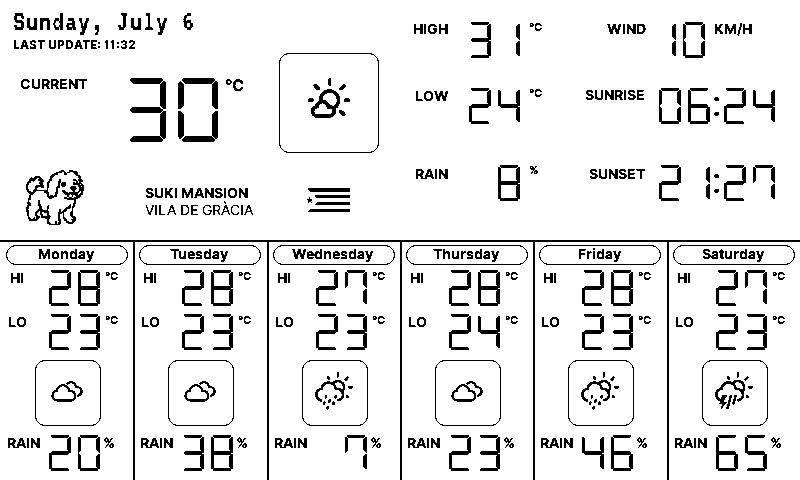 Sunday, July 6
LAST UPDATE: 11:32
CURRENT 30 °C
SUKI MANSION
VILA DE GRÀCIA
HIGH 31 °C
LOW 24 °C
RAIN 8 %
WIND 10 KM/H
SUNRISE 06:24
SUNSET 21:27
Monday
HI 28 °C
LO 23 °C
RAIN 20 %
Tuesday
HI 28 °C
LO 23 °C
RAIN 38 %
Wednesday
HI 27 °C
LO 23 °C
RAIN 7 %
Thursday
HI 28 °C
LO 24 °C
RAIN 23 %
Friday
HI 28 °C
LO 23 °C
RAIN 46 %
Saturday
HI 27 °C
LO 23 °C
RAIN 65 %